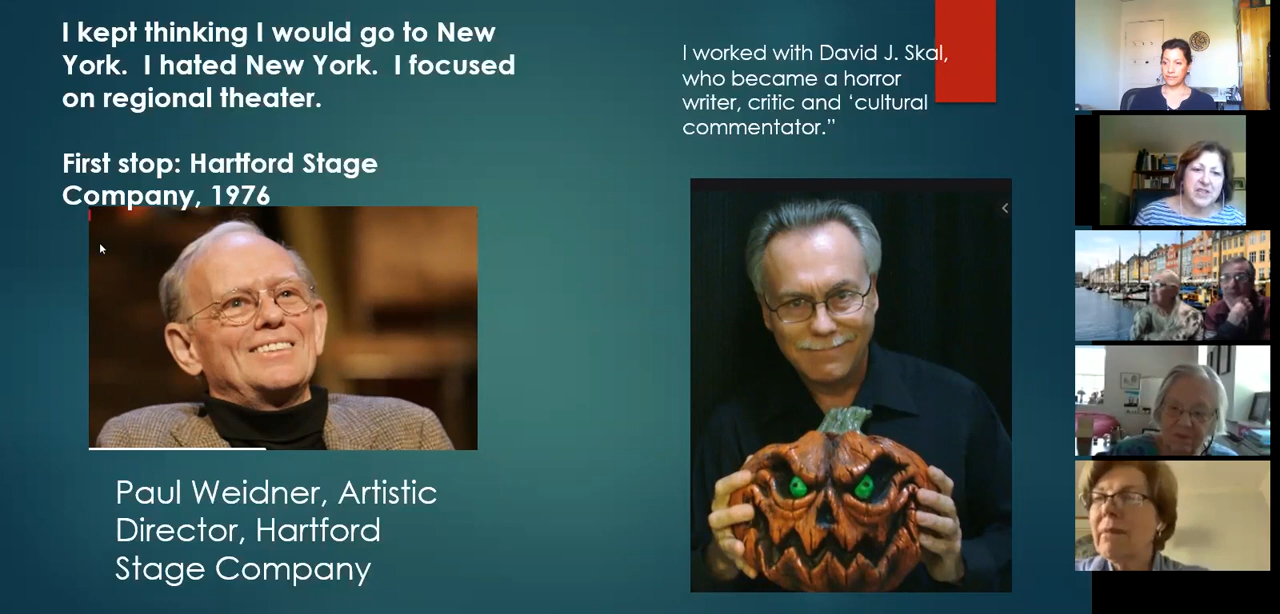 I kept thinking I would go to New
York.  I hated New York.  I focused
on regional theater.
First stop: Hartford Stage
Company, 1976
Paul Weidner, Artistic
Director, Hartford
Stage Company
I worked with David J. Skal,
who became a horror
writer, critic and ‘cultural
commentator.”